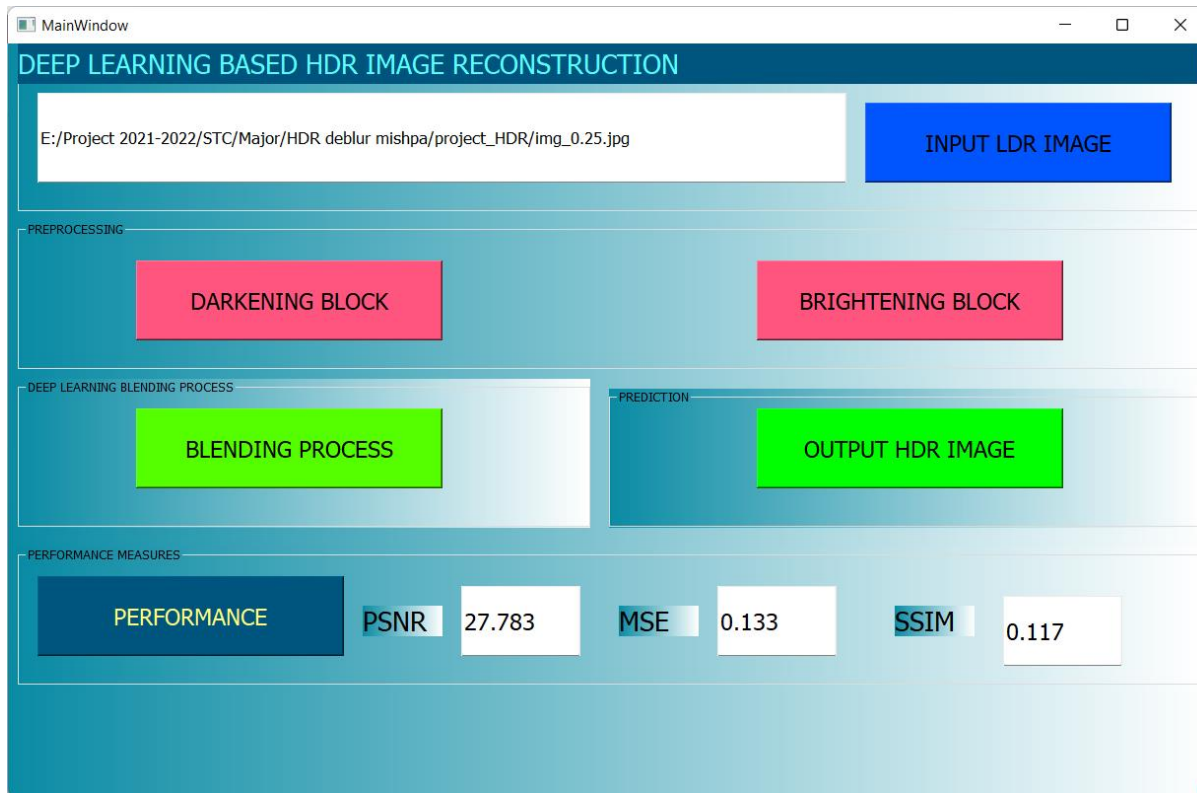 MainWindow
DEEP LEARNING BASED HDR IMAGE RECONSTRUCTION
E:/Project 2021-2022/STC/Major/HDR deblur mishpa/project_HDR/img_0.25.jpg
INPUT LDR IMAGE
PREPROCESSING
DARKENING BLOCK
BRIGHTENING BLOCK
DEEP LEARNING BLENDING PROCESS
BLENDING PROCESS
PREDICTION
OUTPUT HDR IMAGE
PERFORMANCE MEASURES
PERFORMANCE
PSNR
27.783
MSE
0.133
SSIM
0.117